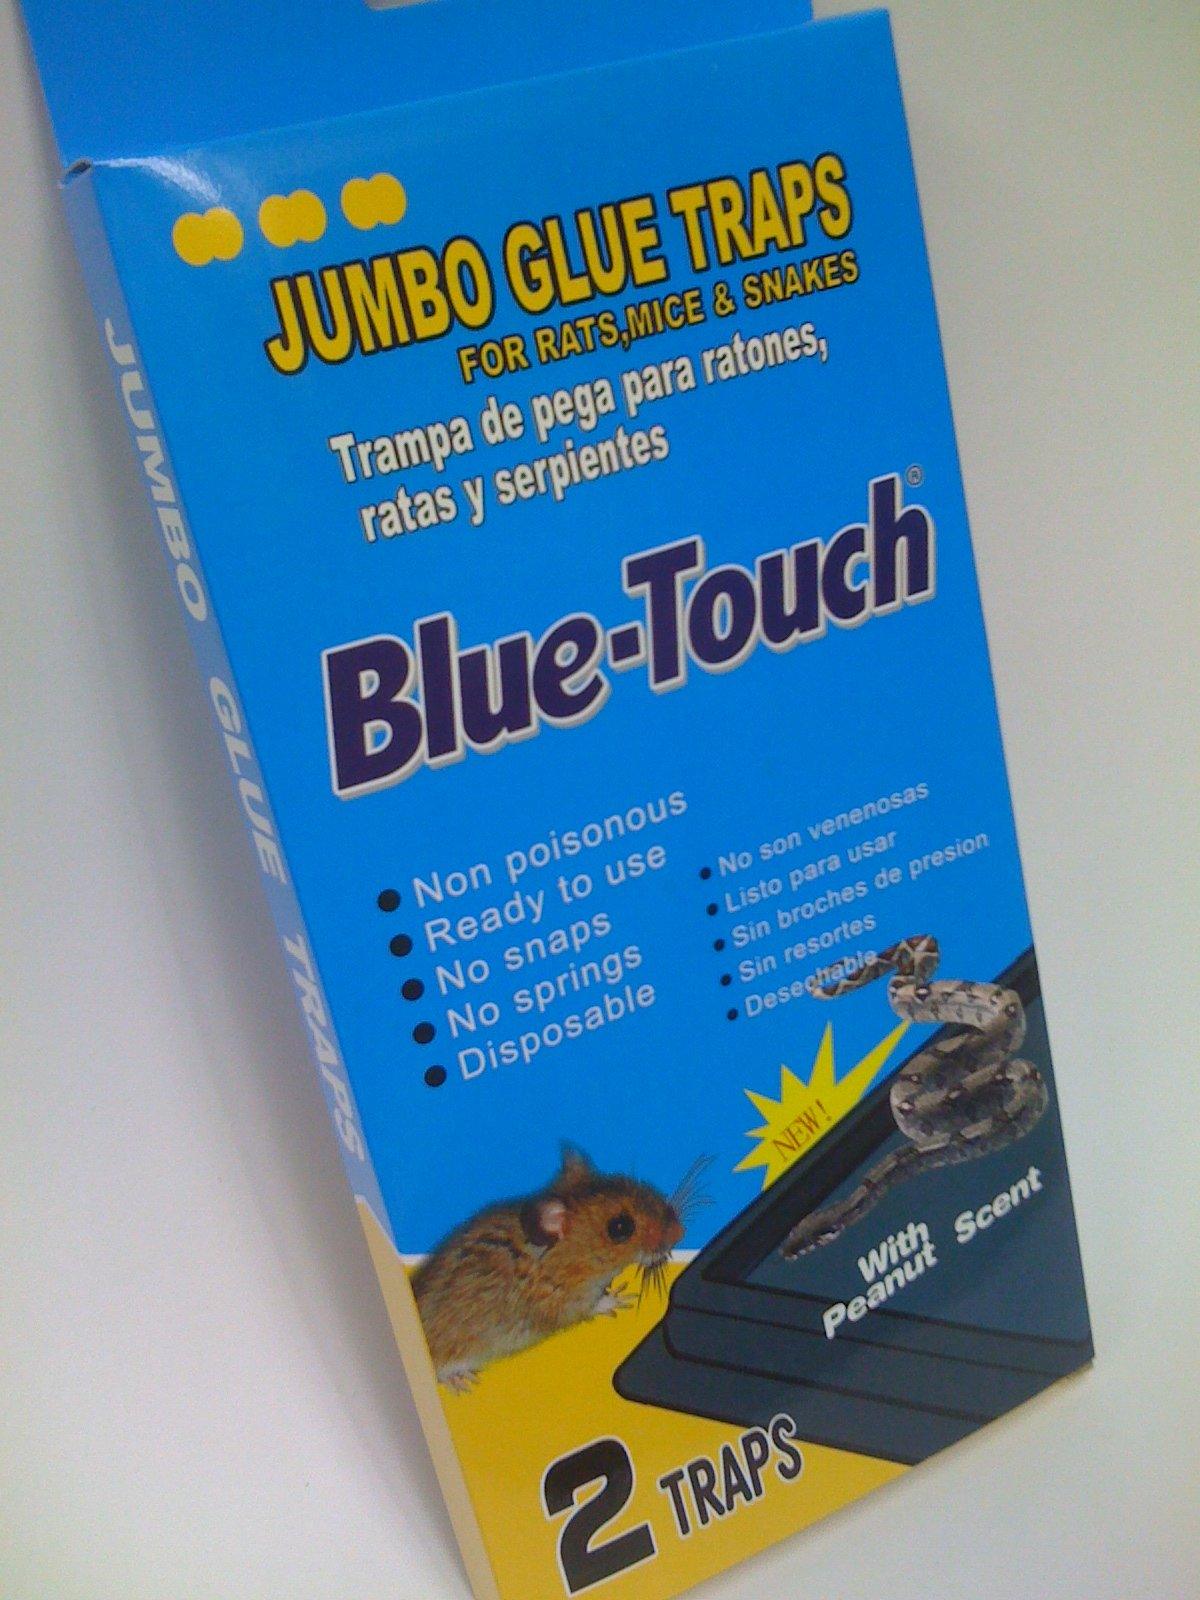 JUMBO GLUE TRAPS
FOR RATS,MICE & SNAKES
Trampa de pega para ratones,
ratas y serpientes
Blue-Touch®
Non poisonous
Ready to use
No snaps
No springs
Disposable
No son venenosas
Listo para usar
Sin broches de presion
Sin resortes
Desechable
NEW!
With
Peanut Scent
2 TRAPS
JUMBO GLUE TRAPS